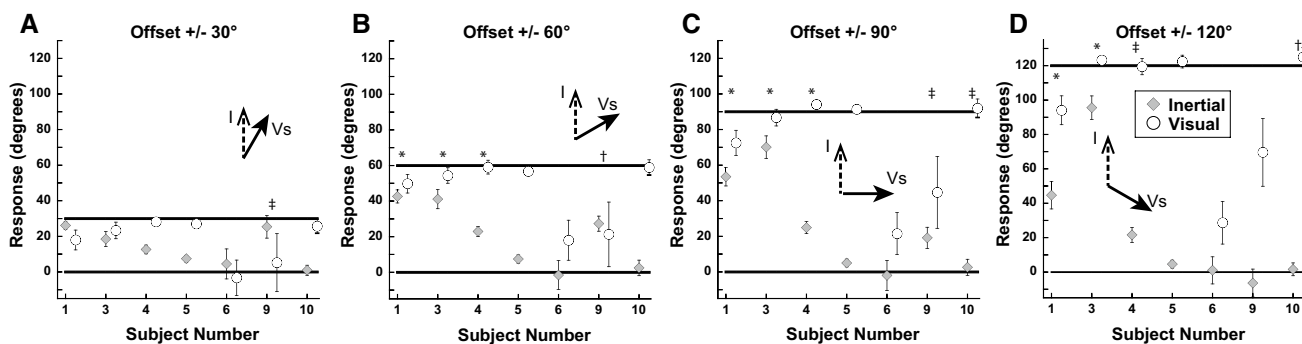 A
Offset +/- 30°
Response (degrees)
120
100
80
60
40
20
0
I
Vs
‡
1 3 4 5 6 9 10
Subject Number
B
Offset +/- 60°
Response (degrees)
120
100
80
60
40
20
0
I
Vs
* * * †
1 3 4 5 6 9 10
Subject Number
C
Offset +/- 90°
Response (degrees)
120
100
80
60
40
20
0
* * * ‡ ‡
I
Vs
1 3 4 5 6 9 10
Subject Number
D
Offset +/- 120°
Response (degrees)
120
100
80
60
40
20
0
* * ‡ †
Inertial
Visual
I
Vs
1 3 4 5 6 9 10
Subject Number